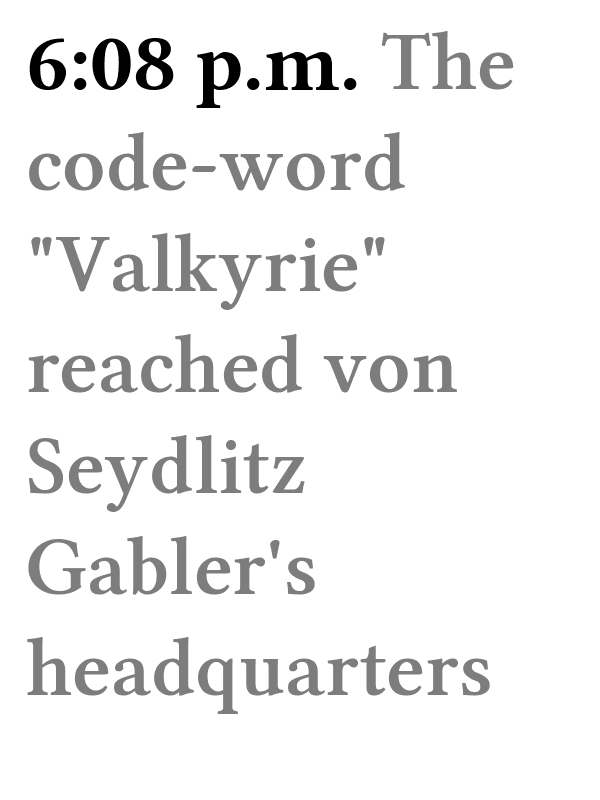 6:08 p.m. The
code-word
"Valkyrie"
reached von
Seydlitz
Gabler's
headquarters